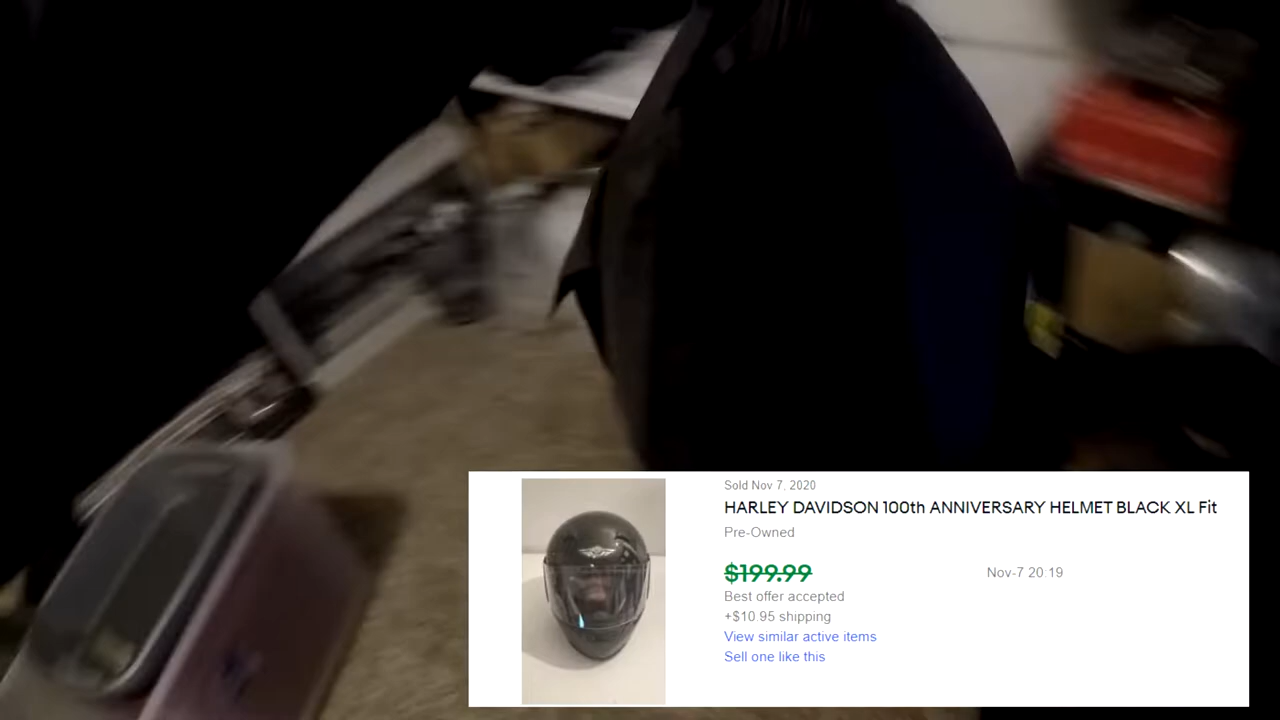 Sold Nov 7, 2020
HARLEY DAVIDSON 100th ANNIVERSARY HELMET BLACK XL Fit
Pre-Owned
$199.99
Nov-7 20:19
Best offer accepted
+$10.95 shipping
View similar active items
Sell one like this